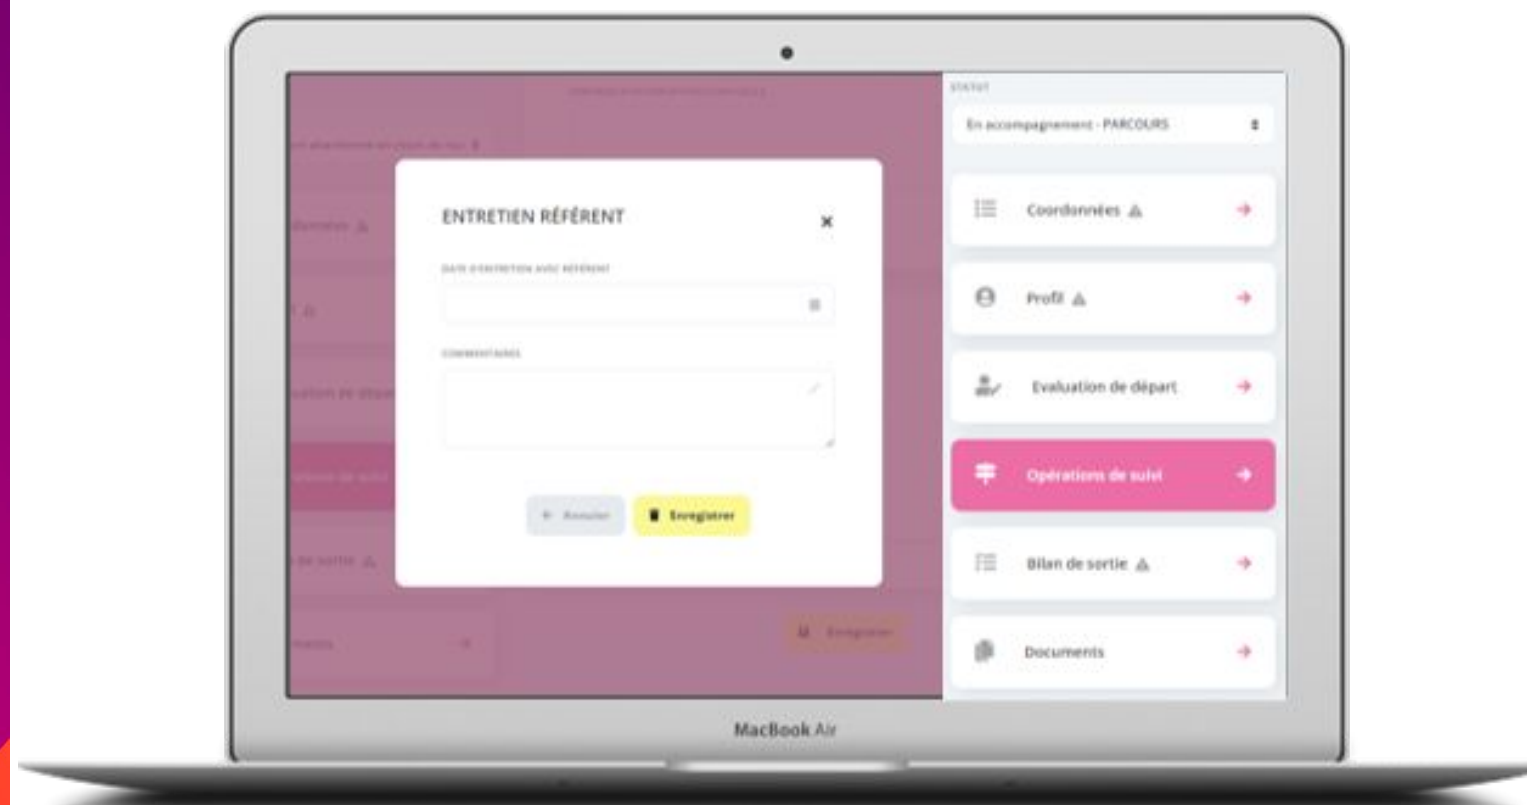 STATUT
En accompagnement - PARCOURS
ENTRETIEN RÉFÉRENT
DATE D'ENTRETIEN AVEC RÉFÉRENT
COMMENTAIRES
Annuler
Enregistrer
Coordonnées
Profil
Evaluation de départ
Opérations de suivi
Bilan de sortie
Documents
Enregistrer
MacBook Air